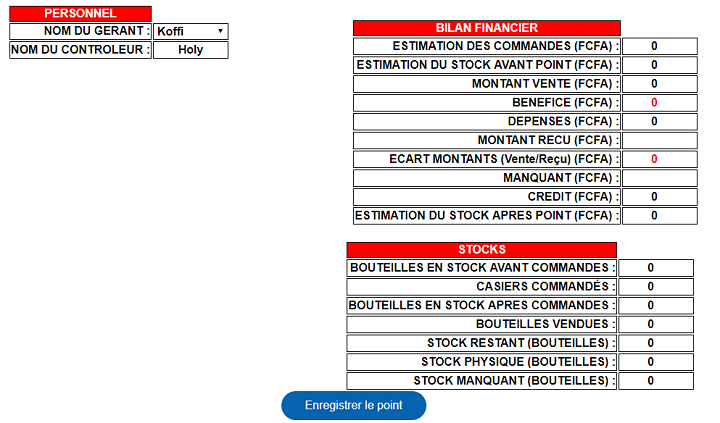 PERSONNEL
NOM DU GERANT : Koffi
NOM DU CONTROLEUR : Holy
BILAN FINANCIER
ESTIMATION DES COMMANDES (FCFA) : 0
ESTIMATION DU STOCK AVANT POINT (FCFA) : 0
MONTANT VENTE (FCFA) : 0
BENEFICE (FCFA) : 0
DEPENSES (FCFA) : 0
MONTANT RECU (FCFA) :
ECART MONTANTS (Vente/Reçu) (FCFA) : 0
MANQUANT (FCFA) :
CREDIT (FCFA) : 0
ESTIMATION DU STOCK APRES POINT (FCFA) : 0
STOCKS
BOUTEILLES EN STOCK AVANT COMMANDES : 0
CASIERS COMMANDÉS : 0
BOUTEILLES EN STOCK APRES COMMANDES : 0
BOUTEILLES VENDUES : 0
STOCK RESTANT (BOUTEILLES) : 0
STOCK PHYSIQUE (BOUTEILLES) : 0
STOCK MANQUANT (BOUTEILLES) : 0
Enregistrer le point